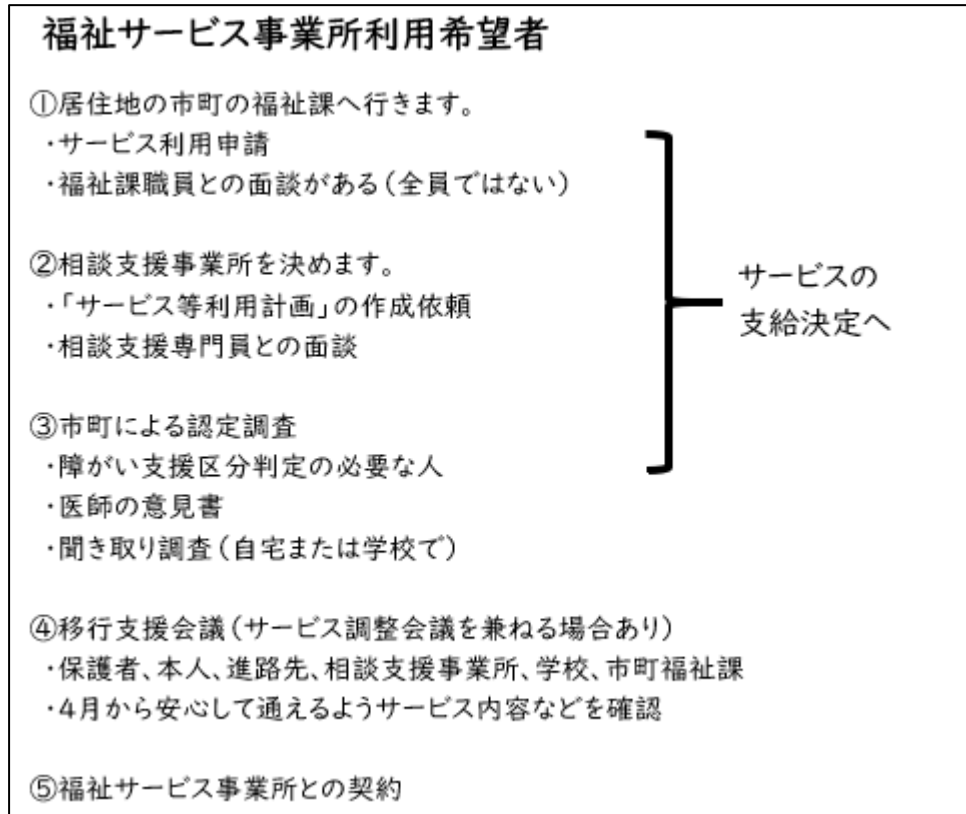 福祉サービス事業所利用希望者
①居住地の市町の福祉課へ行きます。
・サービス利用申請
・福祉課職員との面談がある(全員ではない)
②相談支援事業所を決めます。
・「サービス等利用計画」の作成依頼
・相談支援専門員との面談
③市町による認定調査
・障がい支援区分判定の必要な人
・医師の意見書
・聞き取り調査(自宅または学校で)
サービスの
支給決定へ
④移行支援会議(サービス調整会議を兼ねる場合あり)
・保護者、本人、進路先、相談支援事業所、学校、市町福祉課
・4月から安心して通えるようサービス内容などを確認
⑤福祉サービス事業所との契約